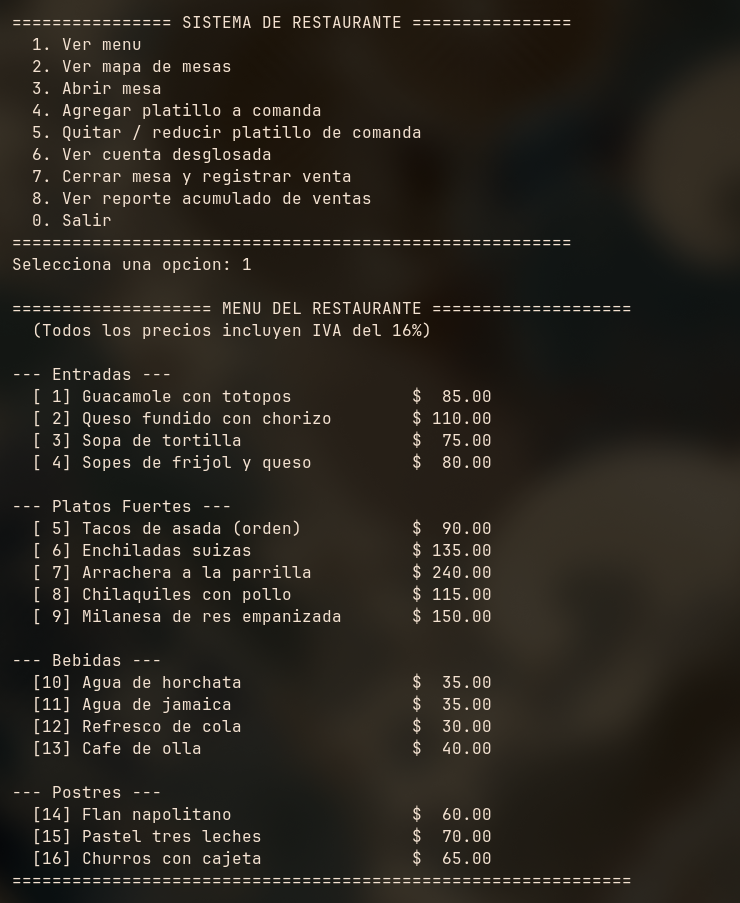 ================ SISTEMA DE RESTAURANTE ================
  1. Ver menu
  2. Ver mapa de mesas
  3. Abrir mesa
  4. Agregar platillo a comanda
  5. Quitar / reducir platillo de comanda
  6. Ver cuenta desglosada
  7. Cerrar mesa y registrar venta
  8. Ver reporte acumulado de ventas
  0. Salir
========================================================
Selecciona una opcion: 1

==================== MENU DEL RESTAURANTE ====================
  (Todos los precios incluyen IVA del 16%)

--- Entradas ---
  [ 1] Guacamole con totopos            $  85.00
  [ 2] Queso fundido con chorizo        $ 110.00
  [ 3] Sopa de tortilla                 $  75.00
  [ 4] Sopes de frijol y queso          $  80.00

--- Platos Fuertes ---
  [ 5] Tacos de asada (orden)           $  90.00
  [ 6] Enchiladas suizas                $ 135.00
  [ 7] Arrachera a la parrilla          $ 240.00
  [ 8] Chilaquiles con pollo            $ 115.00
  [ 9] Milanesa de res empanizada       $ 150.00

--- Bebidas ---
  [10] Agua de horchata                 $  35.00
  [11] Agua de jamaica                  $  35.00
  [12] Refresco de cola                 $  30.00
  [13] Cafe de olla                     $  40.00

--- Postres ---
  [14] Flan napolitano                  $  60.00
  [15] Pastel tres leches               $  70.00
  [16] Churros con cajeta               $  65.00
==============================================================